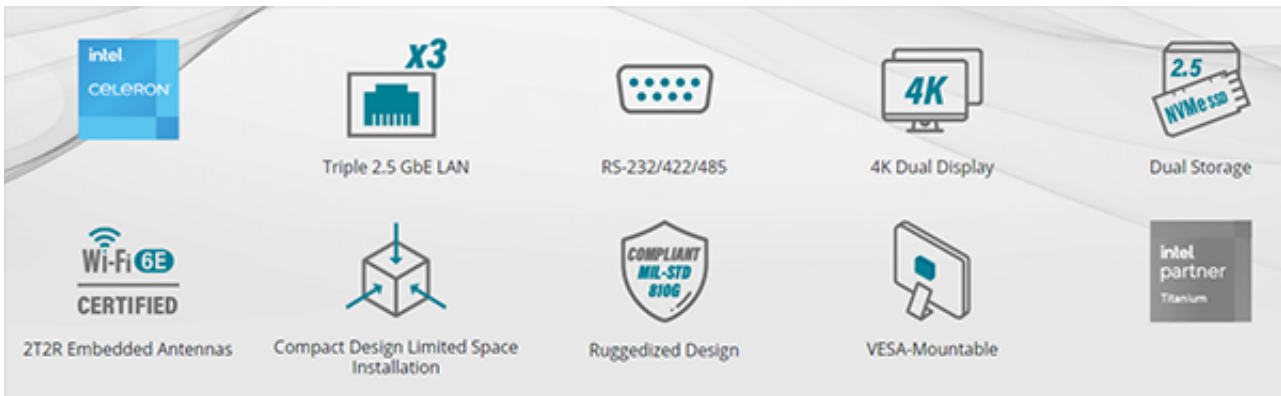 intel
CELERON
x3
Triple 2.5 GbE LAN
RS-232/422/485
4K
4K Dual Display
2.5
NVMe SSD
Dual Storage
Wi-Fi 6E
CERTIFIED
2T2R Embedded Antennas
Compact Design Limited Space
Installation
COMPLIANT
MIL-STD
810G
Ruggedized Design
VESA-Mountable
intel
partner
Titanium